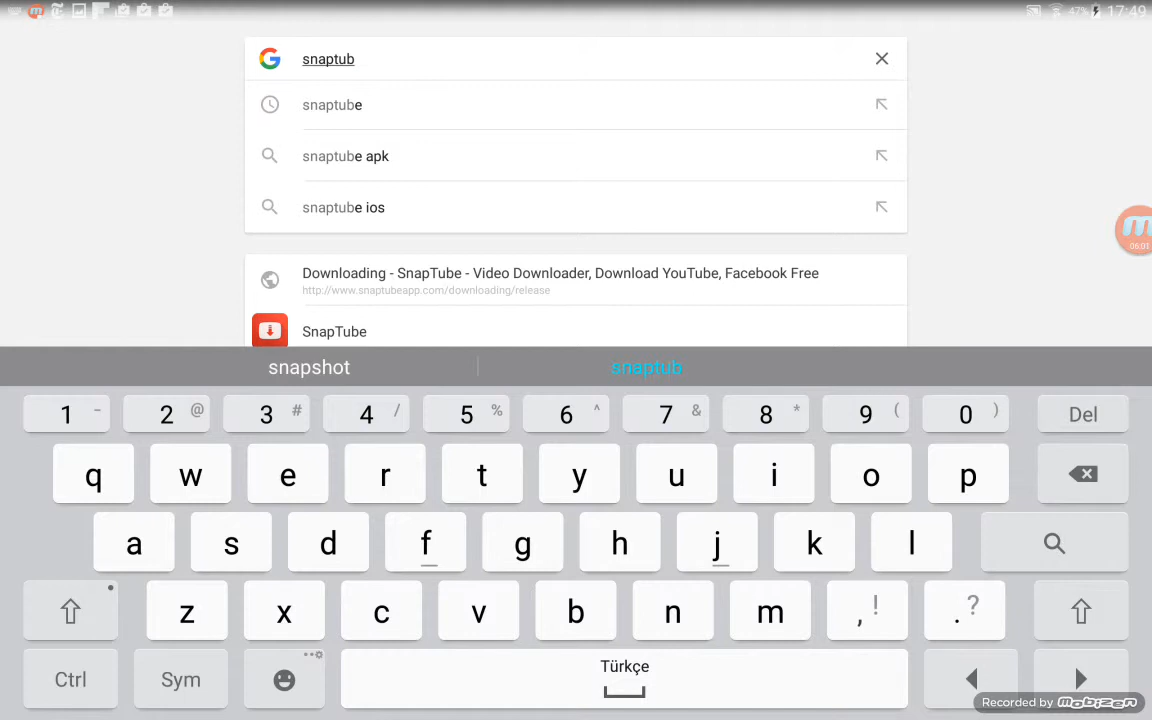 47% 17:49
snaptub
snaptube
snaptube apk
snaptube ios
Downloading - SnapTube - Video Downloader, Download YouTube, Facebook Free
http://www.snaptubeapp.com/downloading/release
SnapTube
m
06:01
snapshot snaptub
1 - 2 @ 3 # 4 / 5 % 6 ^ 7 & 8 * 9 ( 0 ) Del
q w e r t y u i o p
a s d f g h j k l
z x c v b n m , ! . ?
Ctrl Sym Türkçe
Recorded by mobizen